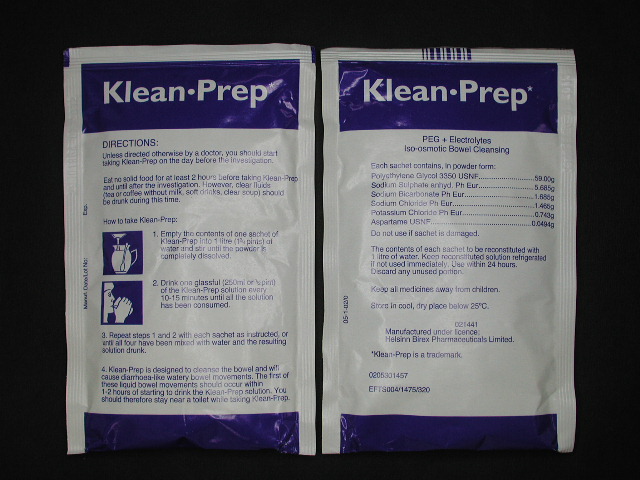 Klean•Prep
DIRECTIONS:
Unless directed otherwise by a doctor, you should start
taking Klean-Prep on the day before the investigation.
Eat no solid food for at least 2 hours before taking Klean-Prep
and until after the investigation. However, clear fluids
(tea or coffee without milk, soft drinks, clear soup) should
be drunk during this time.
How to take Klean-Prep:
1. Empty the contents of one sachet of
Klean-Prep into 1 litre (1¾ pints) of
water and stir until the powder is
completely dissolved.
2. Drink one glassful (250ml or ½ pint)
of the Klean-Prep solution every
10-15 minutes until all the solution
has been consumed.
3. Repeat steps 1 and 2 with each sachet as instructed, or
until all four have been mixed with water and the resulting
solution drunk.
4. Klean-Prep is designed to cleanse the bowel and will
cause diarrhoea-like watery bowel movements. The first of
these liquid bowel movements should occur within
1-2 hours of starting to drink the Klean-Prep solution. You
should therefore stay near a toilet while taking Klean-Prep.
Exp.
Manuf. Date/Lot No:
Klean•Prep*
PEG + Electrolytes
Iso-osmotic Bowel Cleansing
Each sachet contains, in powder form:
Polyethylene Glycol 3350 USNF...59.00g
Sodium Sulphate anhyd. Ph Eur...5.685g
Sodium Bicarbonate Ph Eur...1.685g
Sodium Chloride Ph Eur...1.465g
Potassium Chloride Ph Eur...0.743g
Aspartame USNF...0.0494g
Do not use if sachet is damaged.
The contents of each sachet to be reconstituted with
1 litre of water. Keep reconstituted solution refrigerated
if not used immediately. Use within 24 hours.
Discard any unused portion.
Keep all medicines away from children.
Store in cool, dry place below 25ºC.
021441
Manufactured under licence:
Helsinn Birex Pharmaceuticals Limited.
*Klean-Prep is a trademark.
0205301457
EFTS004/1475/320